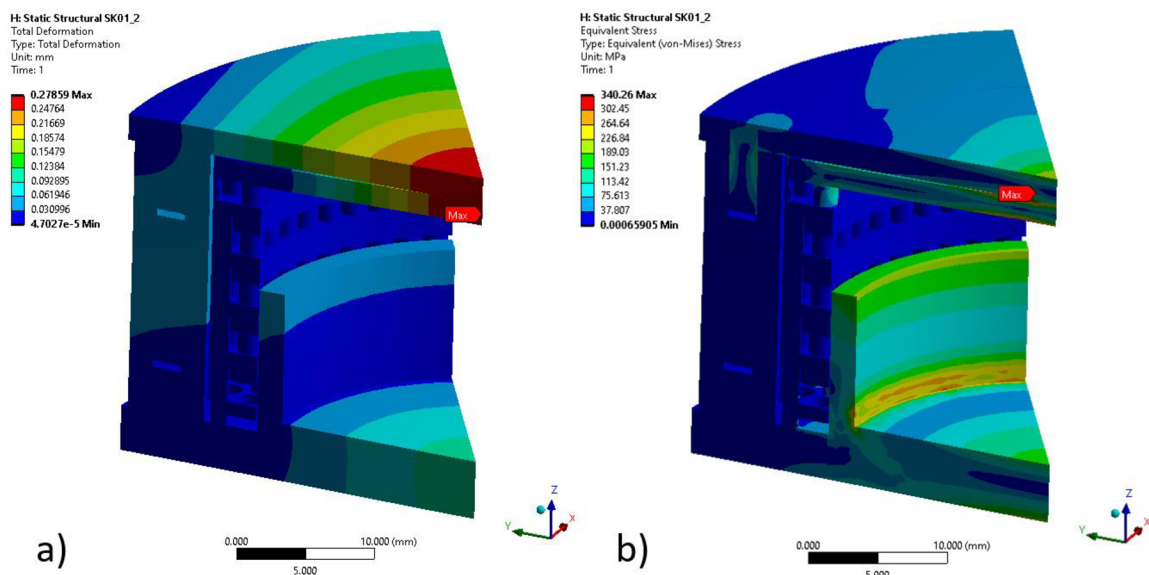 H: Static Structural SK01_2
Total Deformation
Type: Total Deformation
Unit: mm
Time: 1
0.27859 Max
0.24764
0.21669
0.18574
0.15479
0.12384
0.092895
0.061946
0.030996
4.7027e-5 Min
Max
Z
Y
X
0.000
10.000 (mm)
5.000
a)
H: Static Structural SK01_2
Equivalent Stress
Type: Equivalent (von-Mises) Stress
Unit: MPa
Time: 1
340.26 Max
302.45
264.64
226.84
189.03
151.23
113.42
75.613
37.807
0.00065905 Min
Max
Z
Y
X
0.000
10.000 (mm)
5.000
b)